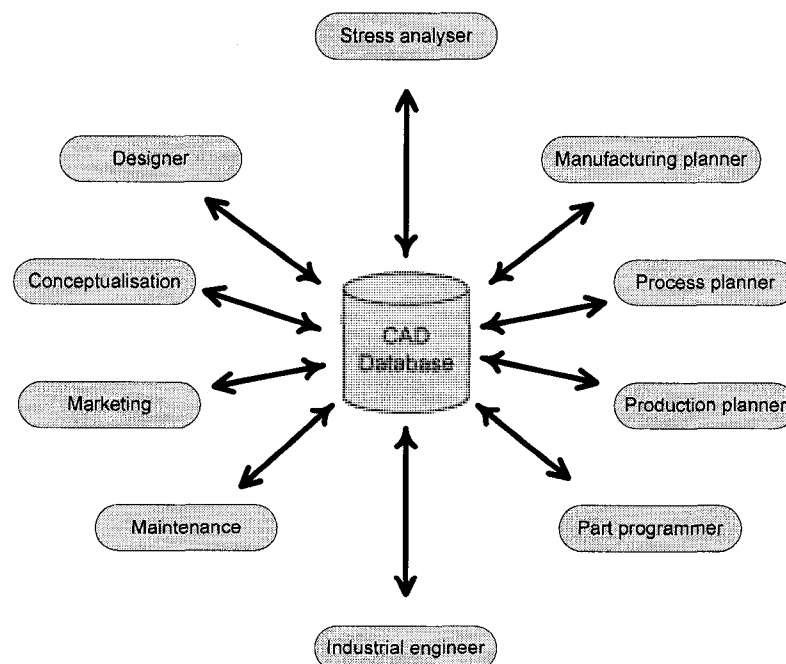 Stress analyser
Designer
Manufacturing planner
Conceptualisation
Process planner
CAD
Database
Marketing
Production planner
Maintenance
Part programmer
Industrial engineer